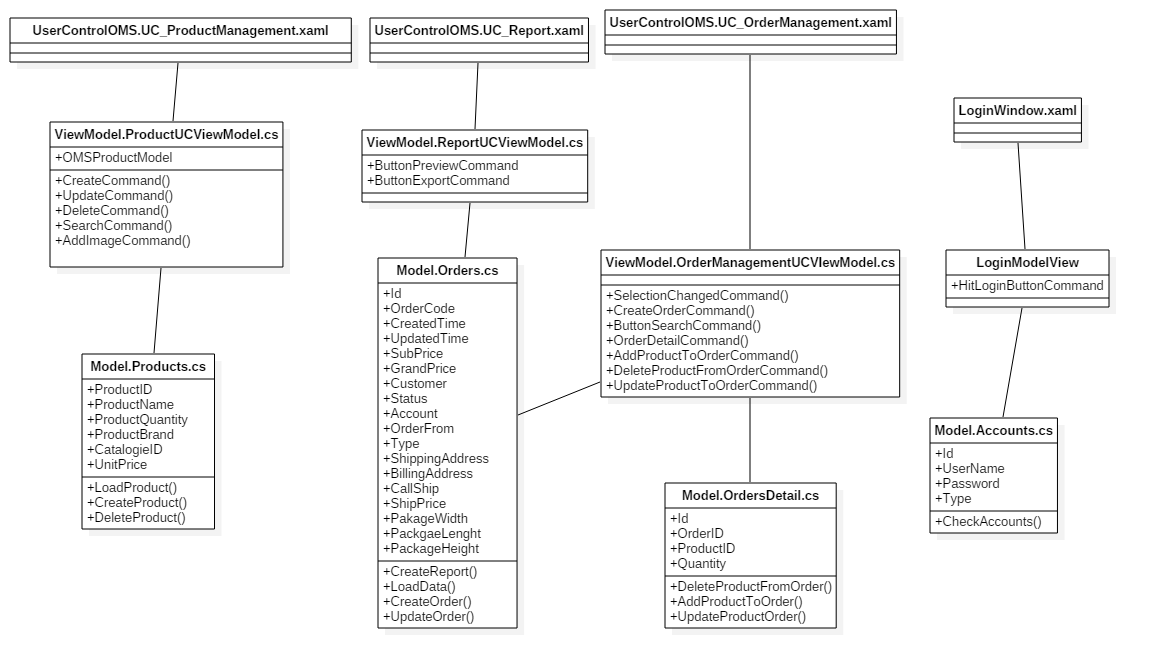 UserControlOMS.UC_ProductManagement.xaml
UserControlOMS.UC_Report.xaml
UserControlOMS.UC_OrderManagement.xaml
LoginWindow.xaml
ViewModel.ProductUCViewModel.cs
+OMSProductModel
+CreateCommand()
+UpdateCommand()
+DeleteCommand()
+SearchCommand()
+AddImageCommand()
ViewModel.ReportUCViewModel.cs
+ButtonPreviewCommand
+ButtonExportCommand
ViewModel.OrderManagementUCVIewModel.cs
+SelectionChangedCommand()
+CreateOrderCommand()
+ButtonSearchCommand()
+OrderDetailCommand()
+AddProductToOrderCommand()
+DeleteProductFromOrderCommand()
+UpdateProductToOrderCommand()
LoginModelView
+HitLoginButtonCommand
Model.Products.cs
+ProductID
+ProductName
+ProductQuantity
+ProductBrand
+CatalogieID
+UnitPrice
+LoadProduct()
+CreateProduct()
+DeleteProduct()
Model.Orders.cs
+Id
+OrderCode
+CreatedTime
+UpdatedTime
+SubPrice
+GrandPrice
+Customer
+Status
+Account
+OrderFrom
+Type
+ShippingAddress
+BillingAddress
+CallShip
+ShipPrice
+PakageWidth
+PackgaeLenght
+PackageHeight
+CreateReport()
+LoadData()
+CreateOrder()
+UpdateOrder()
Model.OrdersDetail.cs
+Id
+OrderID
+ProductID
+Quantity
+DeleteProductFromOrder()
+AddProductToOrder()
+UpdateProductOrder()
Model.Accounts.cs
+Id
+UserName
+Password
+Type
+CheckAccounts()